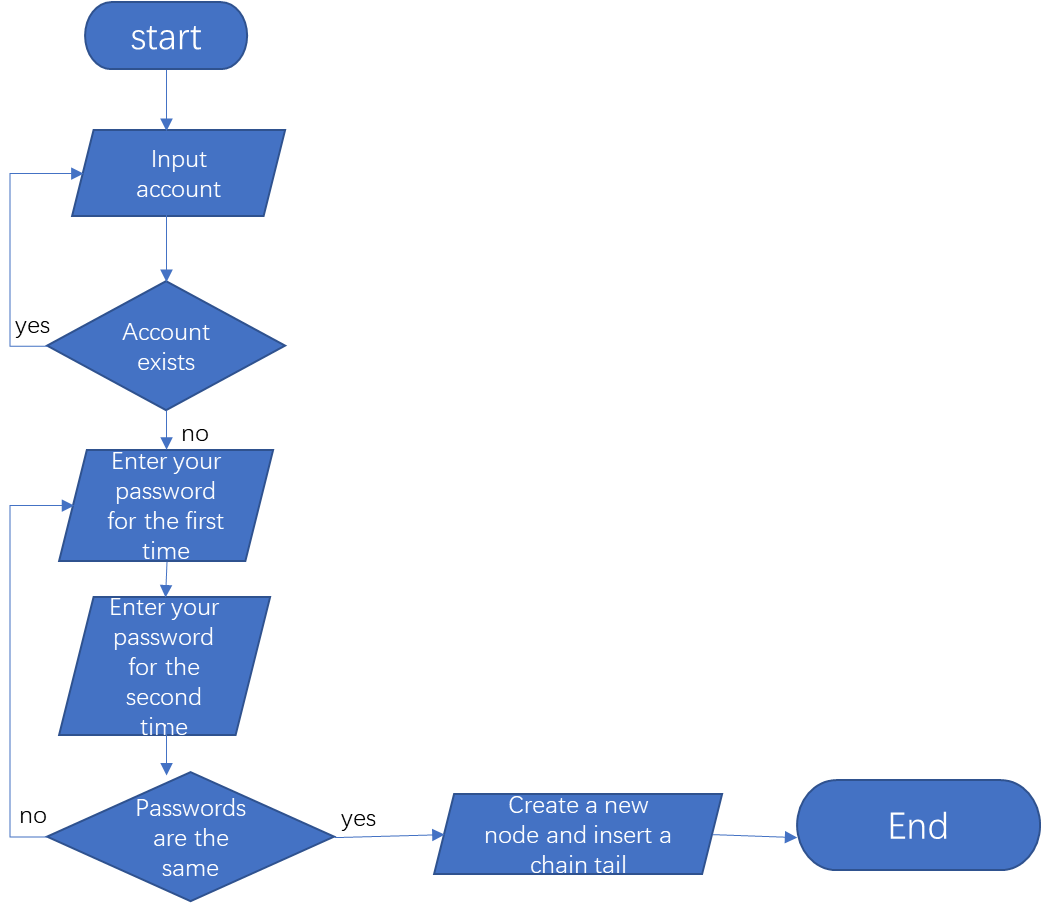 start
Input
account
yes
Account
exists
no
Enter your
password
for the first
time
Enter your
password
for the
second
time
no
Passwords
are the
same
yes
Create a new
node and insert a
chain tail
End